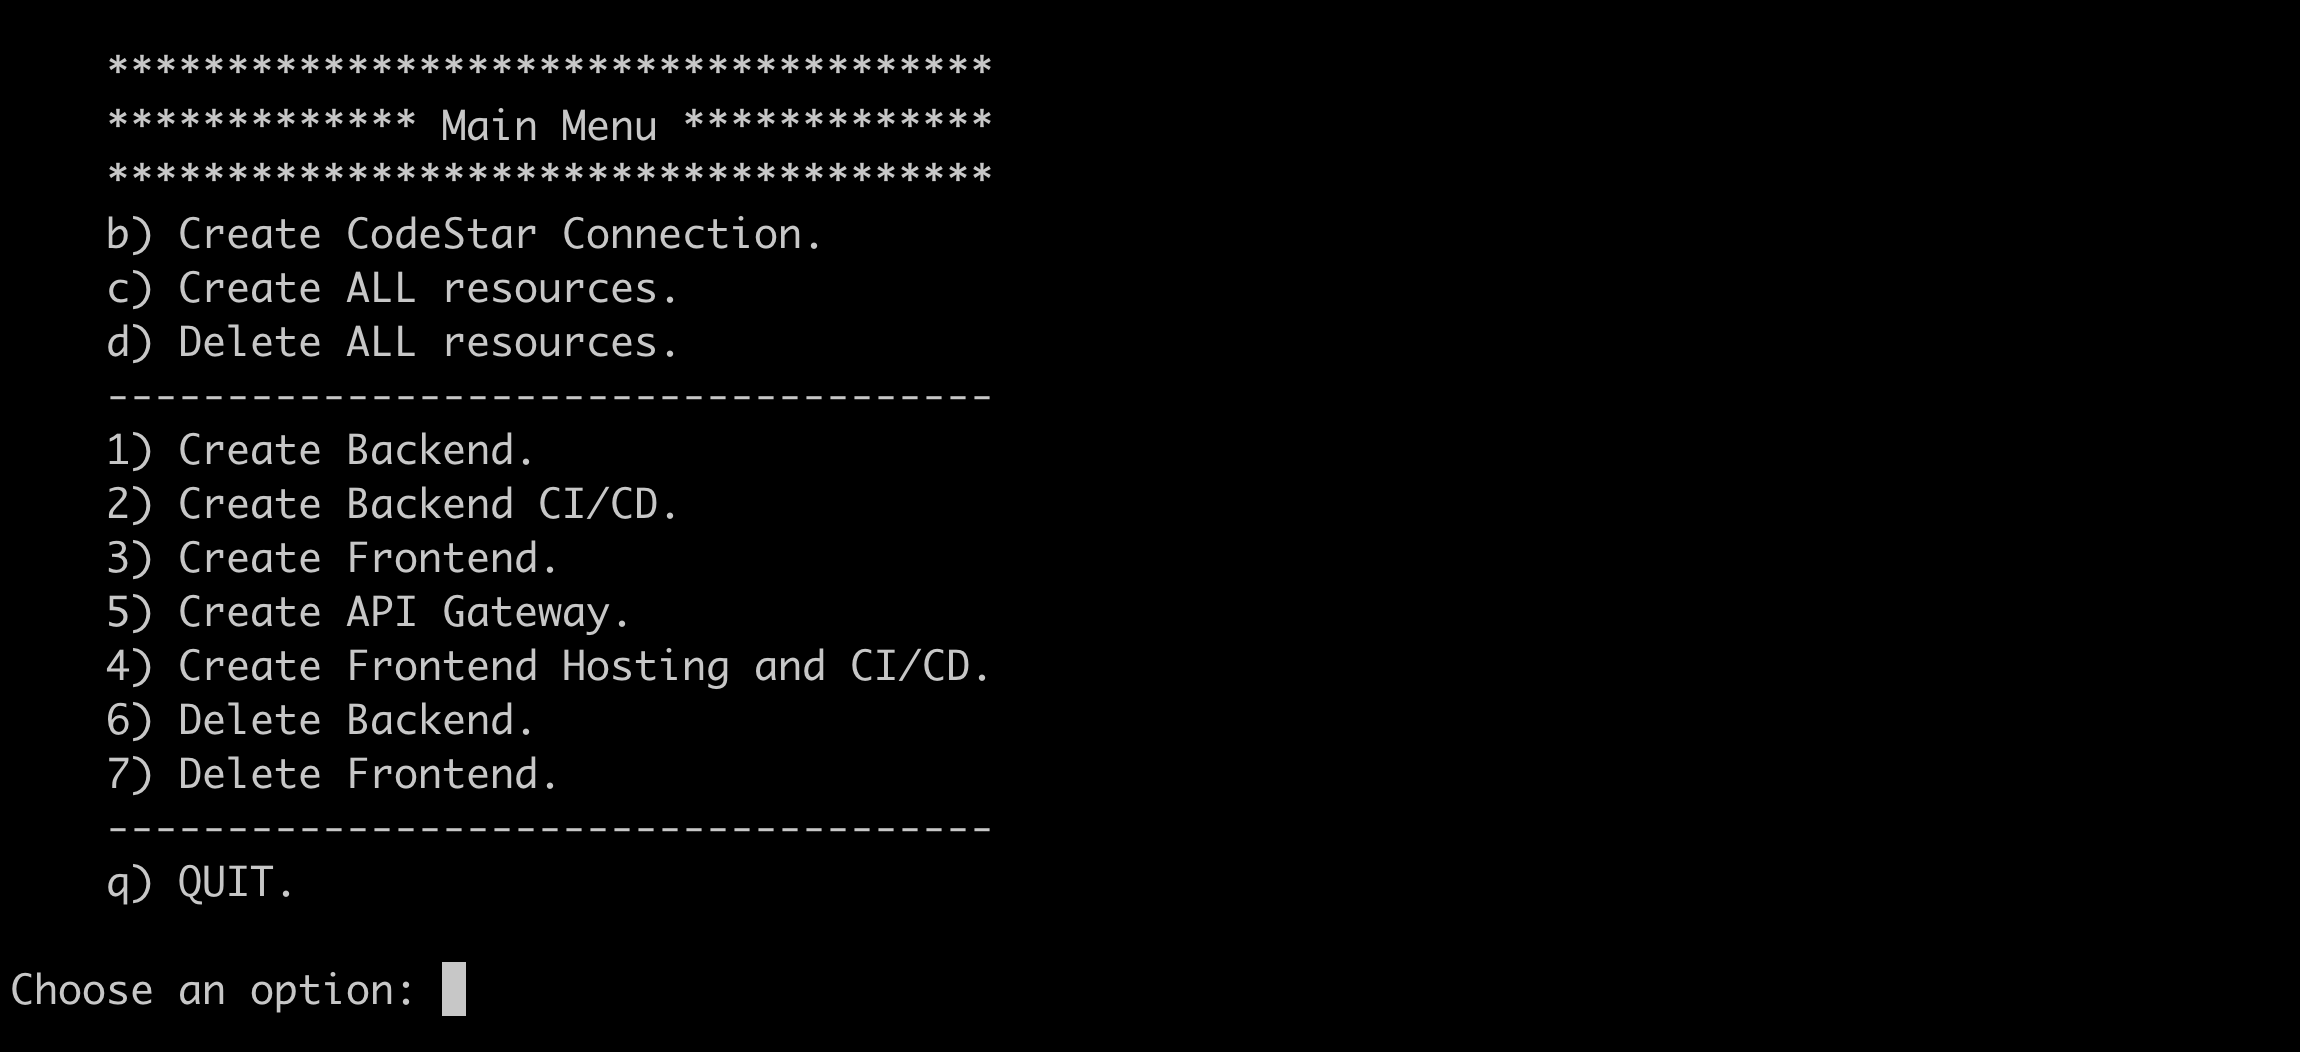 *************************************
************* Main Menu *************
*************************************
b) Create CodeStar Connection.
c) Create ALL resources.
d) Delete ALL resources.
-------------------------------------
1) Create Backend.
2) Create Backend CI/CD.
3) Create Frontend.
5) Create API Gateway.
4) Create Frontend Hosting and CI/CD.
6) Delete Backend.
7) Delete Frontend.
-------------------------------------
q) QUIT.
Choose an option: